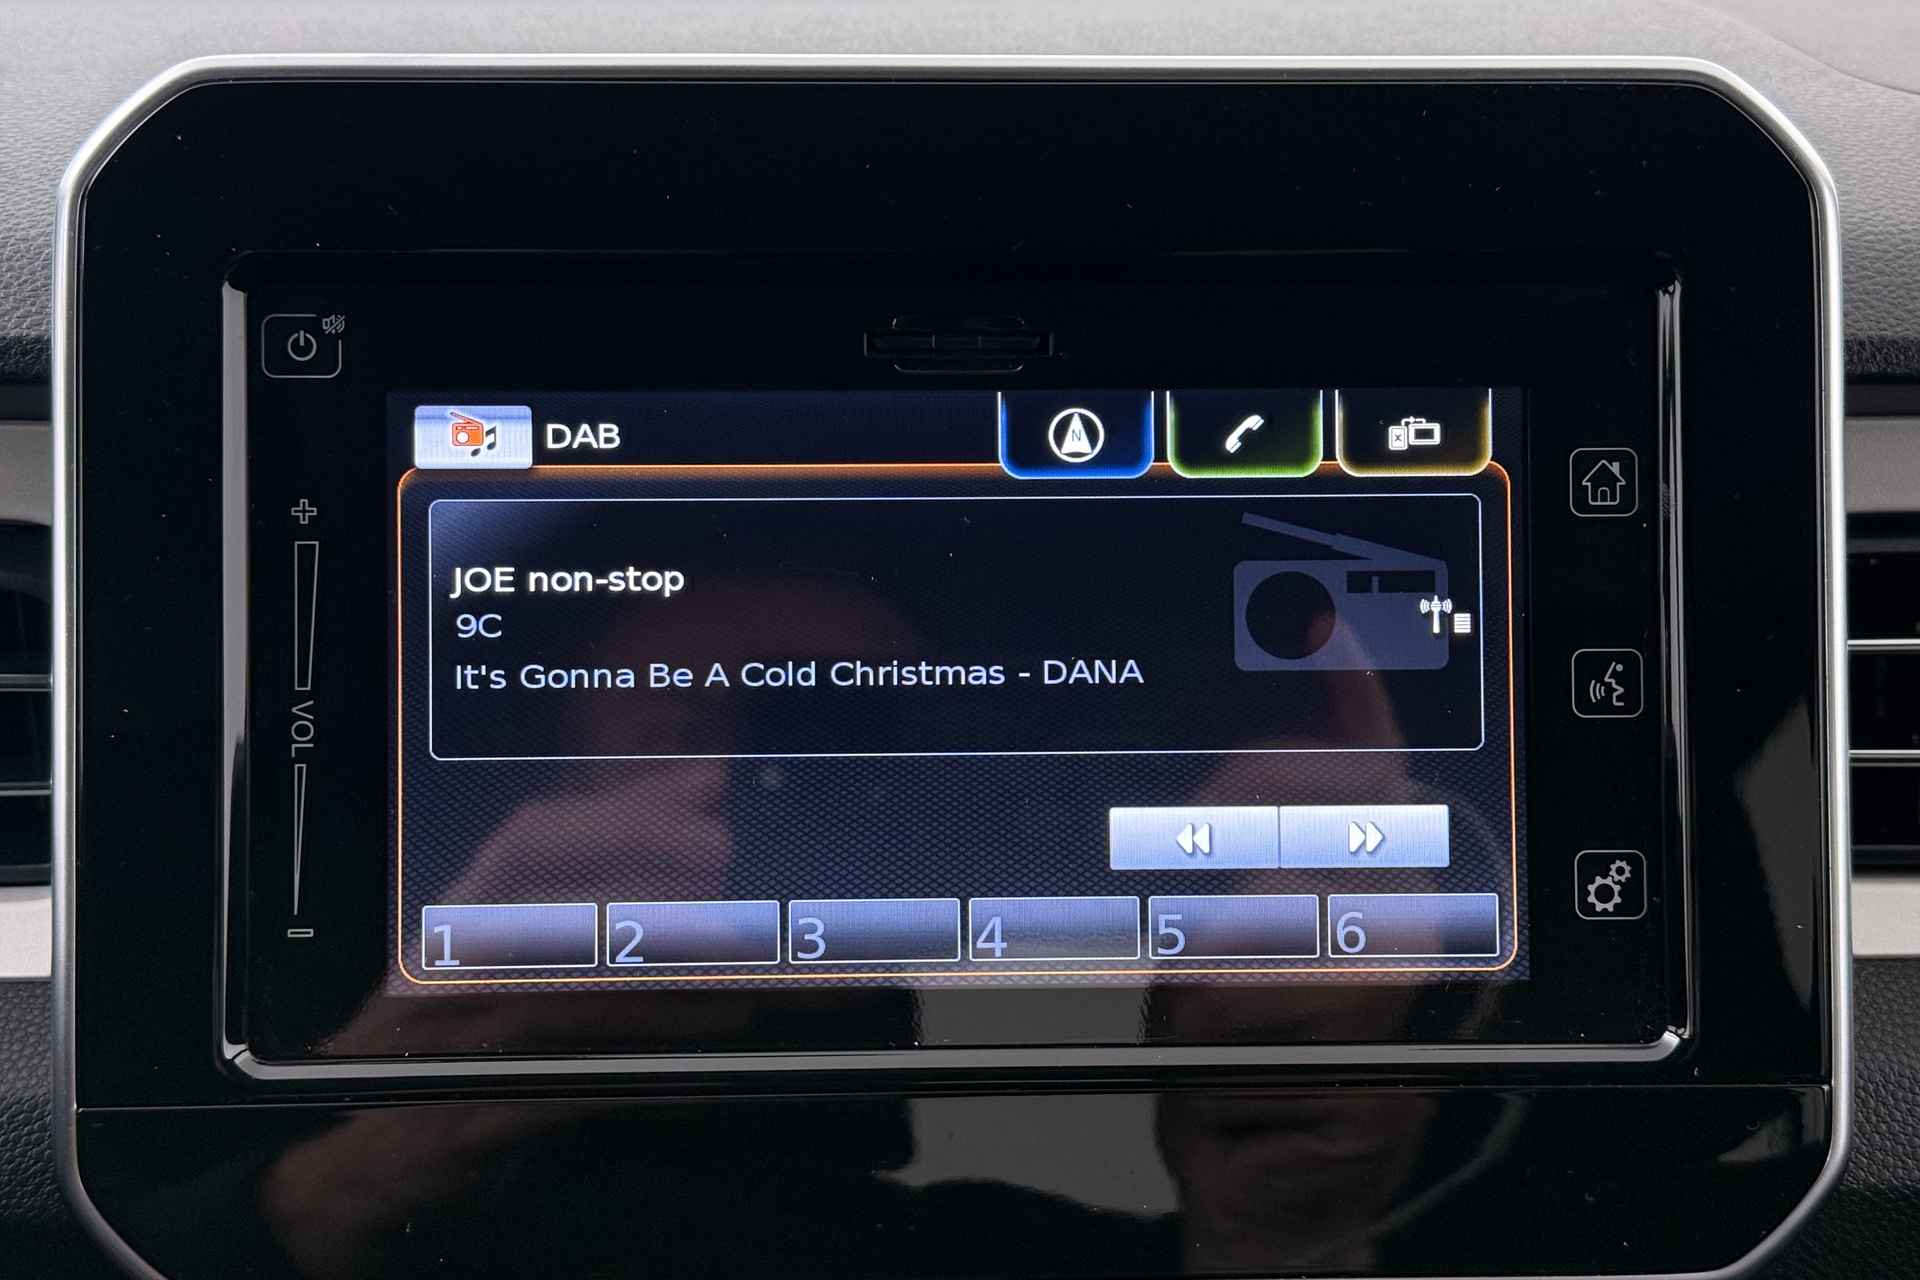 DAB
N
JOE non-stop
9C
It's Gonna Be A Cold Christmas - DANA
VOL
1 2 3 4 5 6